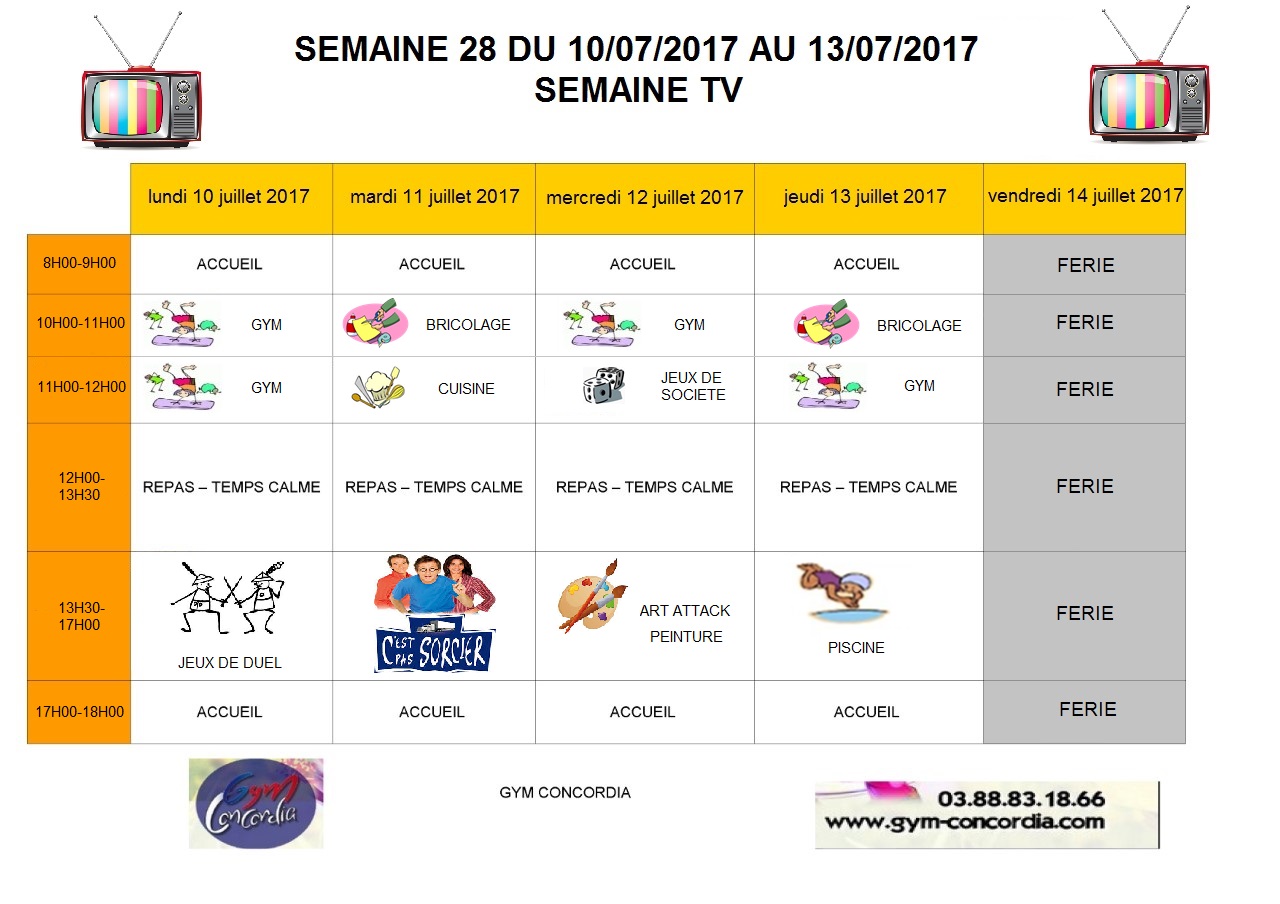 SEMAINE 28 DU 10/07/2017 AU 13/07/2017
SEMAINE TV
lundi 10 juillet 2017 mardi 11 juillet 2017 mercredi 12 juillet 2017 jeudi 13 juillet 2017 vendredi 14 juillet 2017
8H00-9H00 ACCUEIL ACCUEIL ACCUEIL ACCUEIL FERIE
10H00-11H00 GYM BRICOLAGE GYM BRICOLAGE FERIE
11H00-12H00 GYM CUISINE JEUX DE SOCIETE GYM FERIE
12H00-13H30 REPAS – TEMPS CALME REPAS – TEMPS CALME REPAS – TEMPS CALME REPAS – TEMPS CALME FERIE
13H30-17H00 JEUX DE DUEL C'EST PAS SORCIER ART ATTACK PEINTURE PISCINE FERIE
17H00-18H00 ACCUEIL ACCUEIL ACCUEIL ACCUEIL FERIE
Gym Concordia
GYM CONCORDIA
03.88.83.18.66
www.gym-concordia.com